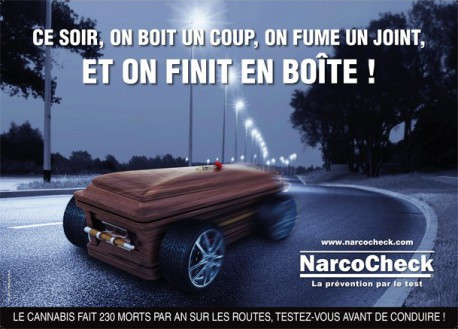 CE SOIR, ON BOIT UN COUP, ON FUME UN JOINT,
ET ON FINIT EN BOÎTE !
www.narcocheck.com
NarcoCheck
La prévention par le test
LE CANNABIS FAIT 230 MORTS PAR AN SUR LES ROUTES, TESTEZ-VOUS AVANT DE CONDUIRE !